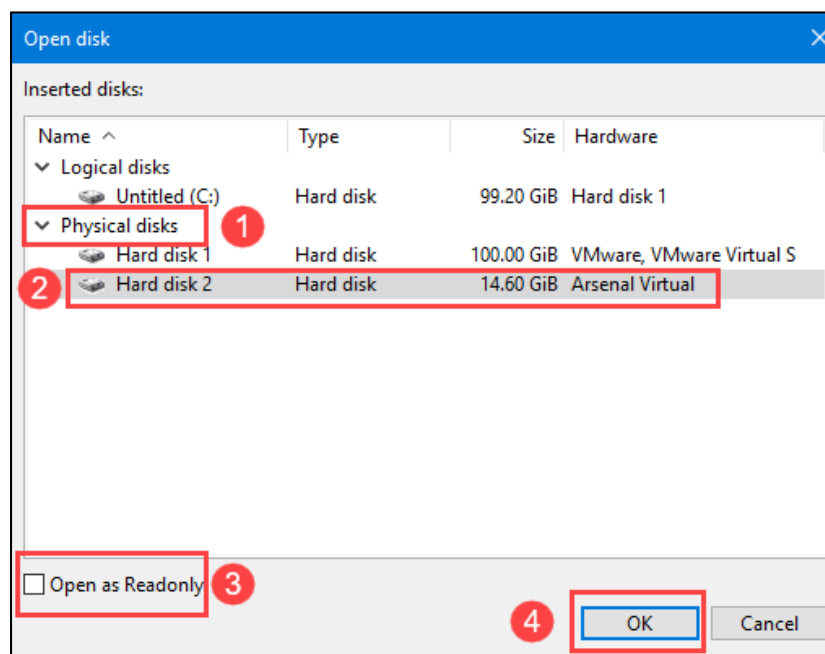 Open disk
Inserted disks:
Name Type Size Hardware
Logical disks
Untitled (C:) Hard disk 99.20 GiB Hard disk 1
Physical disks 1
Hard disk 1 Hard disk 100.00 GiB VMware, VMware Virtual S
2 Hard disk 2 Hard disk 14.60 GiB Arsenal Virtual
Open as Readonly 3
4 OK Cancel